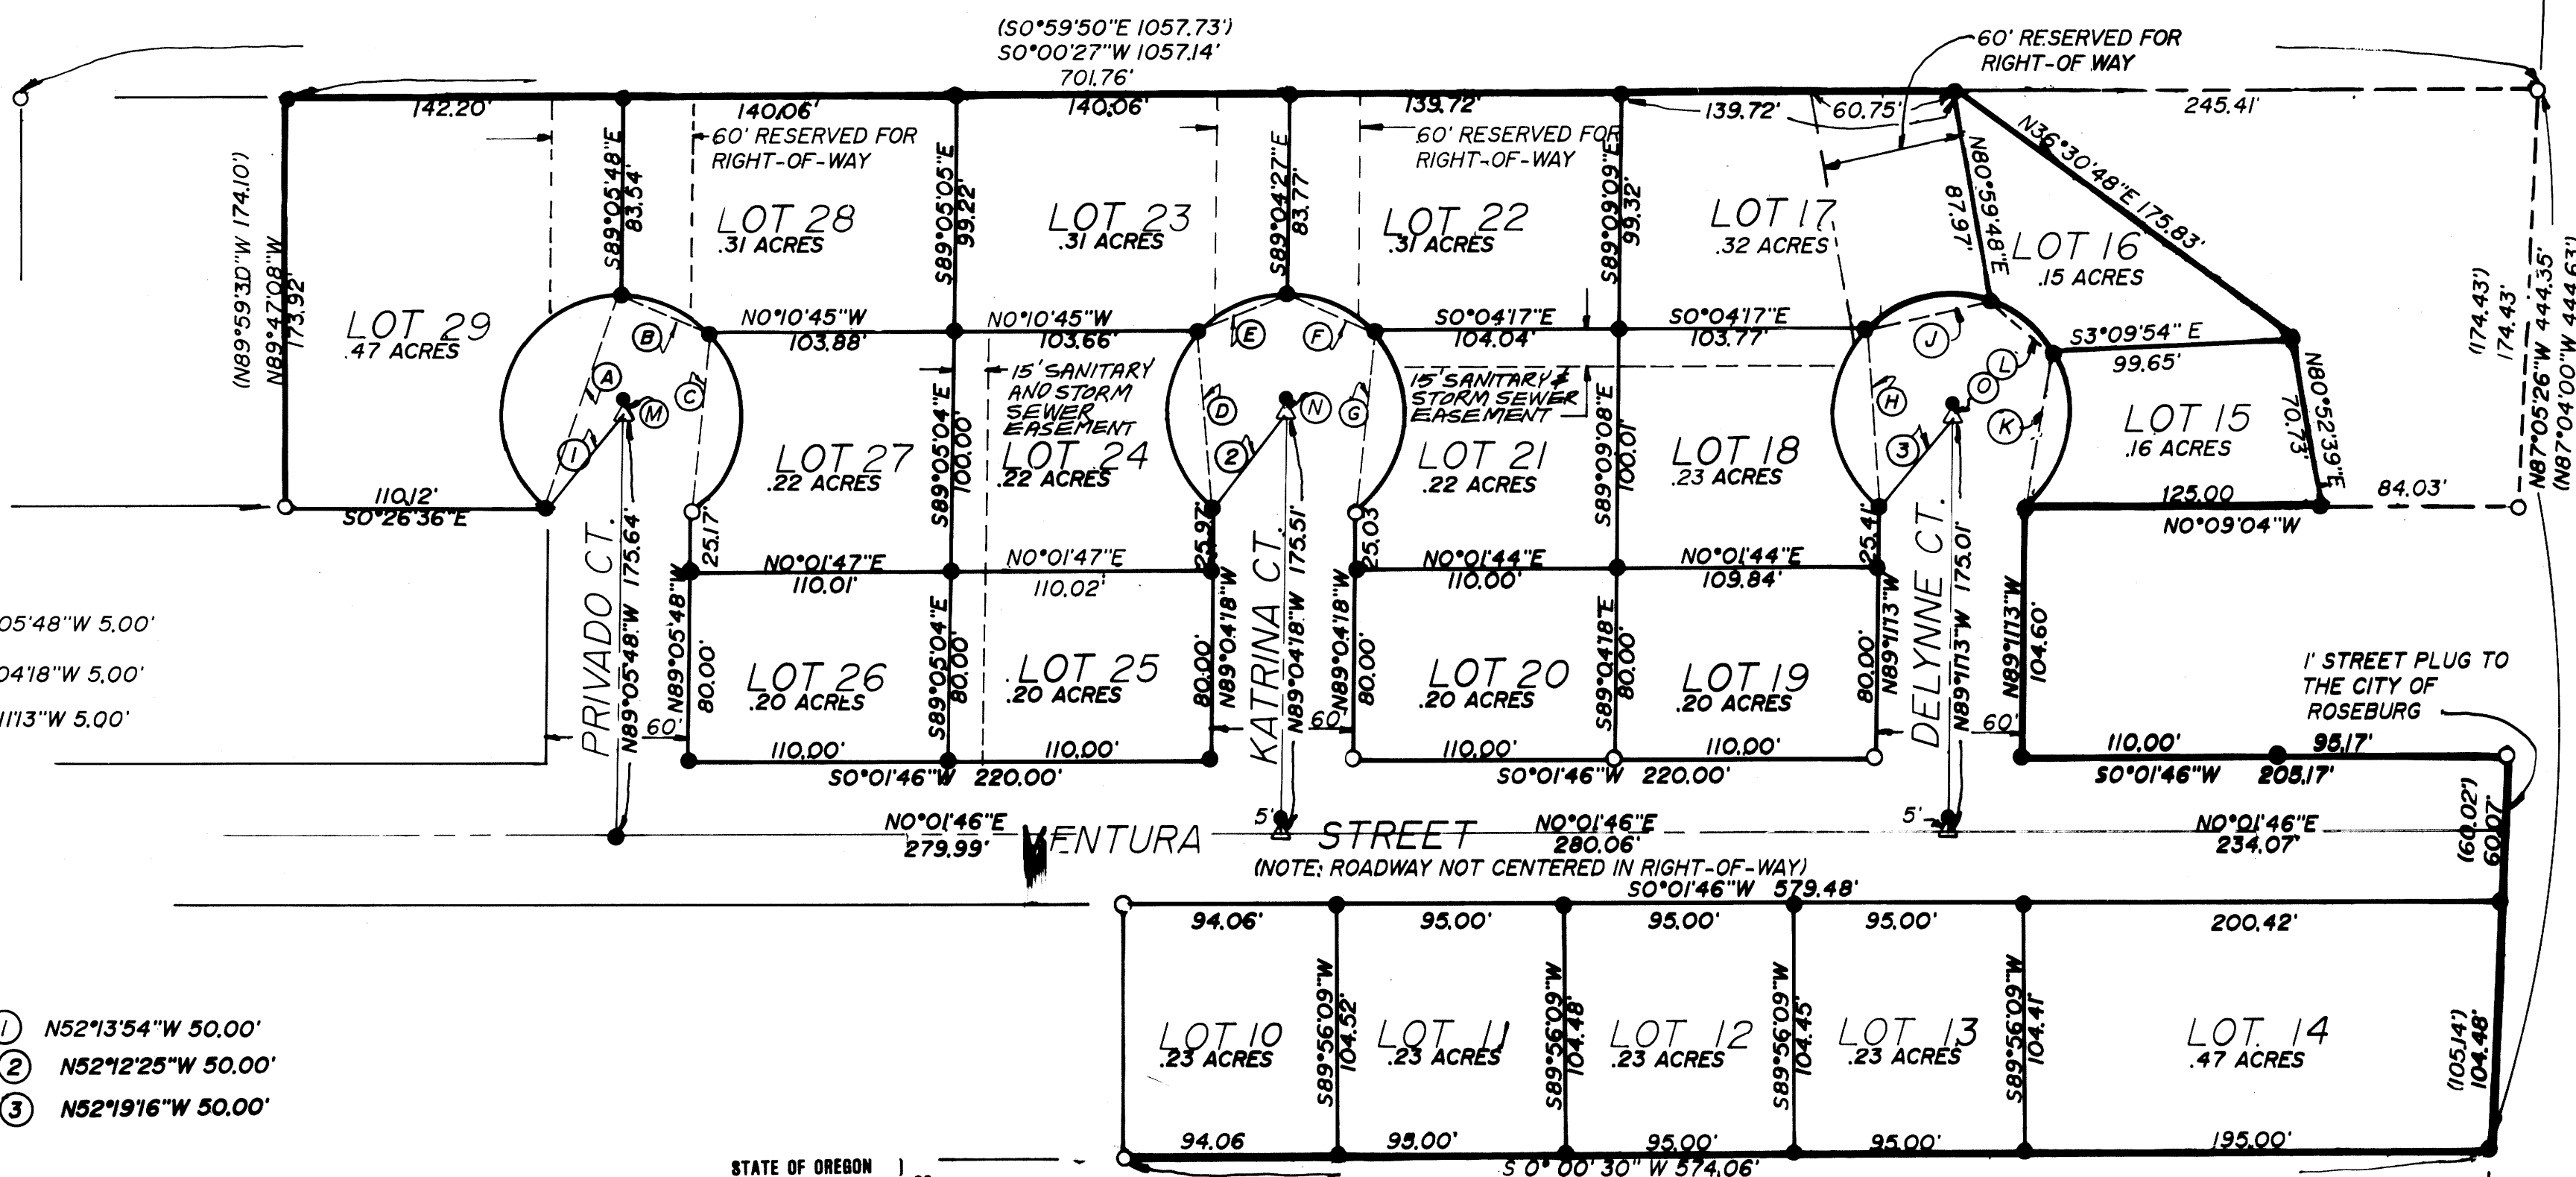 (S0°59'50"E 1057.73')
S0°00'27"W 1057.14'
701.76'
60' RESERVED FOR
RIGHT-OF WAY
142.20'
140.06'
140.06'
139.72'
139.72'
60.75'
245.41'
60' RESERVED FOR
RIGHT-OF-WAY
60' RESERVED FOR
RIGHT-OF-WAY
(N89°59'30"W 174.10')
N89°47'08"W
173.92'
S89°05'48"E
83.54'
S89°05'05"E
99.22'
S89°04'27"E
83.77'
S89°09'09"E
99.32'
N80°59'48"E
87.97'
N36°30'48"E 175.83'
(174.43')
174.43'
N87°05'26"W 444.35'
(N87°04'00"W 444.63')
LOT 29
.47 ACRES
LOT 28
.31 ACRES
LOT 23
.31 ACRES
LOT 22
.31 ACRES
LOT 17
.32 ACRES
LOT 16
.15 ACRES
N0°10'45"W
103.88'
N0°10'45"W
103.66'
S0°04'17"E
104.04'
S0°04'17"E
103.77'
S3°09'54" E
99.65'
A
B
C
M
1
E
F
D
N
G
2
J
L
O
H
K
3
15' SANITARY
AND STORM
SEWER
EASEMENT
15' SANITARY &
STORM SEWER
EASEMENT
LOT 27
.22 ACRES
S89°05'04"E
100.00'
LOT 24
.22 ACRES
LOT 21
.22 ACRES
100.01'
LOT 18
.23 ACRES
LOT 15
.16 ACRES
N80°52'39"E
70.73'
110.12'
S0°26'36"E
125.00
N0°09'04"W
84.03'
25.17'
25.97'
25.03'
25.41'
N0°01'47"E
110.01'
N0°01'47"E
110.02'
N0°01'44"E
110.00'
N0°01'44"E
109.84'
PRIVADO CT.
N89°05'48"W 175.64'
N89°05'48"W
80.00'
KATRINA CT.
N89°04'18"W 175.51'
N89°04'18"W
80.00'
N89°04'18"W
80.00'
DELYNNE CT.
N89°11'13"W 175.01'
N89°11'13"W
80.00'
N89°11'13"W
104.60'
05'48"W 5.00'
04'18"W 5.00'
11'13"W 5.00'
LOT 26
.20 ACRES
S89°05'04"E
80.00'
LOT 25
.20 ACRES
LOT 20
.20 ACRES
S89°04'18"E
80.00'
LOT 19
.20 ACRES
1' STREET PLUG TO
THE CITY OF
ROSEBURG
60'
60'
60'
110.00'
110.00'
S0°01'46"W 220.00'
110.00'
110.00'
S0°01'46"W 220.00'
110.00'
95.17'
S0°01'46"W 205.17'
5'
5'
N0°01'46"E
279.99'
VENTURA STREET
N0°01'46"E
280.06'
N0°01'46"E
234.07'
(60.02')
60.07'
(NOTE: ROADWAY NOT CENTERED IN RIGHT-OF-WAY)
S0°01'46"W 579.48'
94.06'
95.00'
95.00'
95.00'
200.42'
1 N52°13'54"W 50.00'
2 N52°12'25"W 50.00'
3 N52°19'16"W 50.00'
LOT 10
.23 ACRES
S89°56'09"W
104.52'
LOT 11
.23 ACRES
S89°56'09"W
104.48'
LOT 12
.23 ACRES
S89°56'09"W
104.45'
LOT 13
.23 ACRES
S89°56'09"W
104.41'
LOT 14
.47 ACRES
(105.14')
104.48'
94.06
95.00'
95.00'
95.00'
195.00'
S 0° 00' 30" W 574.06'
STATE OF OREGON )